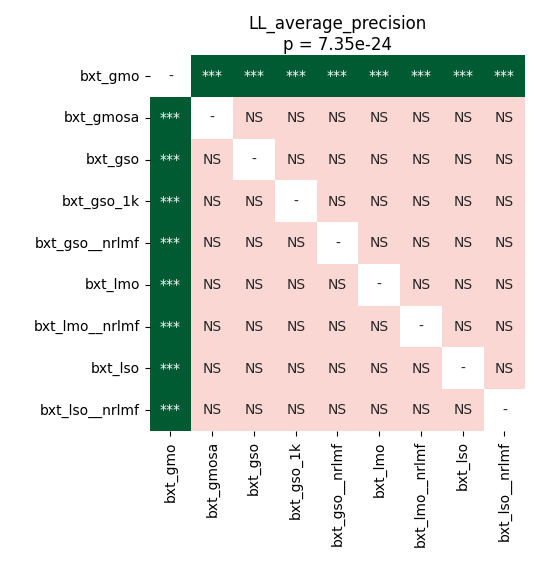 LL_average_precision
p = 7.35e-24
bxt_gmo - *** *** *** *** *** *** *** ***
bxt_gmosa *** - NS NS NS NS NS NS NS
bxt_gso *** NS - NS NS NS NS NS NS
bxt_gso_1k *** NS NS - NS NS NS NS NS
bxt_gso__nrlmf *** NS NS NS - NS NS NS NS
bxt_lmo *** NS NS NS NS - NS NS NS
bxt_lmo__nrlmf *** NS NS NS NS NS - NS NS
bxt_lso *** NS NS NS NS NS NS - NS
bxt_lso__nrlmf *** NS NS NS NS NS NS NS -
bxt_gmo
bxt_gmosa
bxt_gso
bxt_gso_1k
bxt_gso__nrlmf
bxt_lmo
bxt_lmo__nrlmf
bxt_lso
bxt_lso__nrlmf